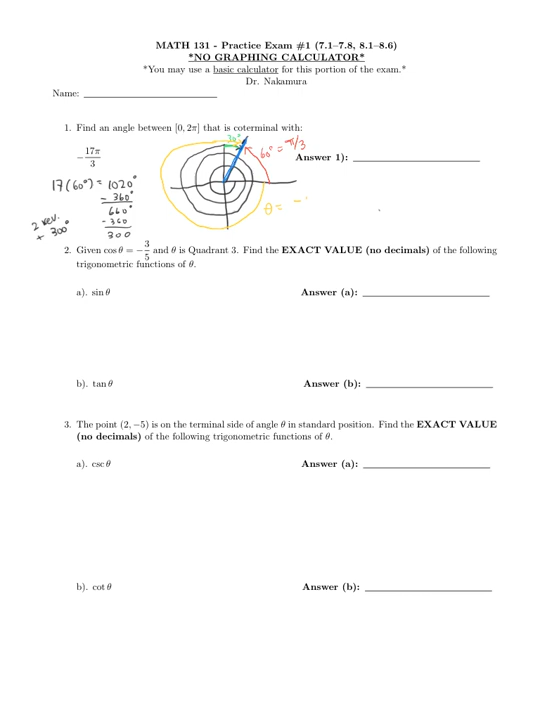 MATH 131 - Practice Exam #1 (7.1–7.8, 8.1–8.6)
*NO GRAPHING CALCULATOR*
*You may use a basic calculator for this portion of the exam.*
Dr. Nakamura
Name:
1. Find an angle between [0, 2π] that is coterminal with:
30°
60° = π/3
−17π/3
Answer 1):
17(60°) = 1020°
- 360°
660°
- 360
300
2 rev. + 300°
θ = -
2. Given cos θ = −3/5 and θ is Quadrant 3. Find the EXACT VALUE (no decimals) of the following
trigonometric functions of θ.
a). sin θ
Answer (a):
b). tan θ
Answer (b):
3. The point (2, −5) is on the terminal side of angle θ in standard position. Find the EXACT VALUE
(no decimals) of the following trigonometric functions of θ.
a). csc θ
Answer (a):
b). cot θ
Answer (b):